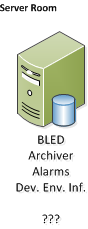 Server Room
BLED
Archiver
Alarms
Dev. Env. Inf.
???